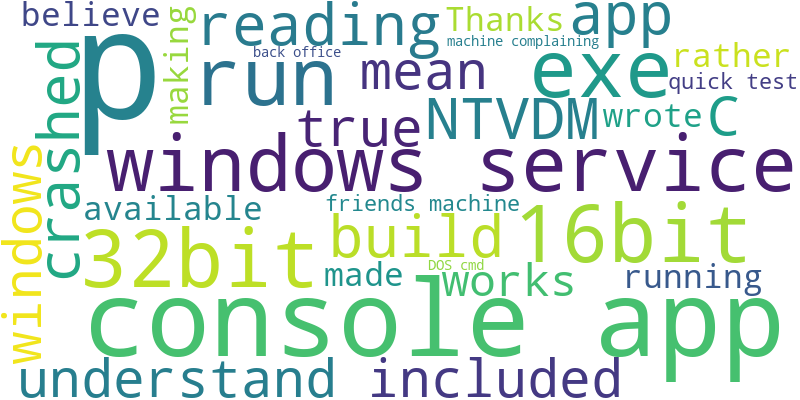 believe
p
reading
Thanks
app
back office
machine complaining
making
run
mean
exe
rather
quick test
crashed
true
NTVDM
wrote
C
windows service
windows
available
friends machine
32bit
build
16bit
made
DOS cmd
works
running
console app
understand
included